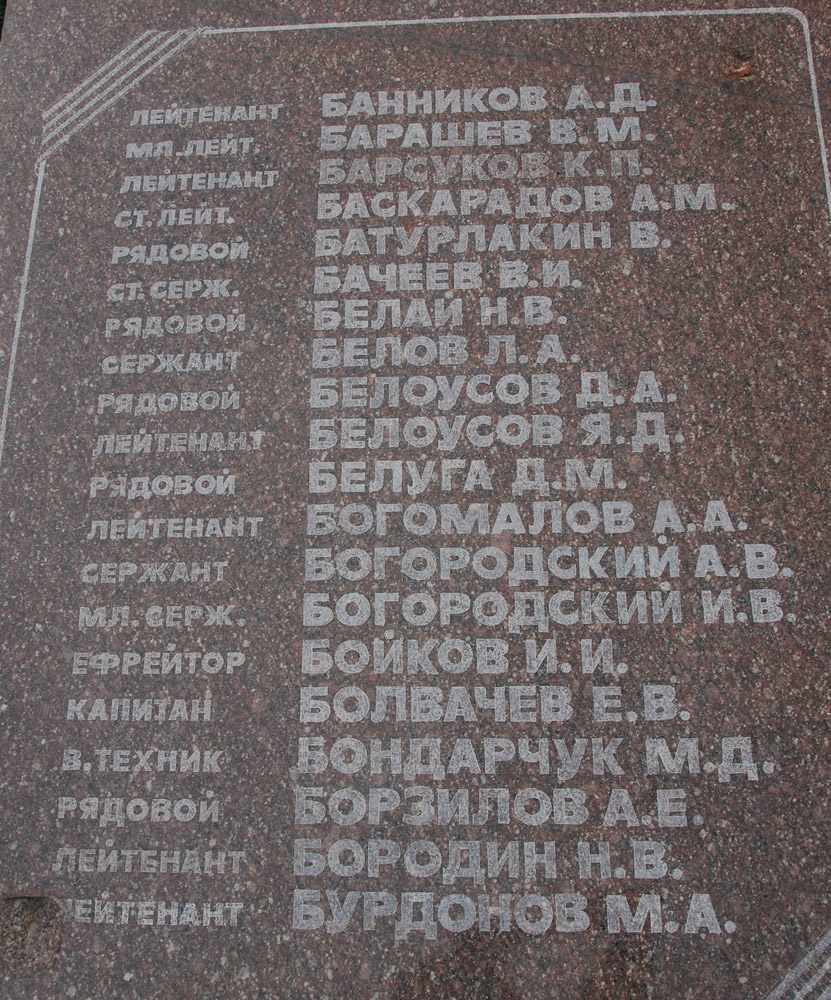 ЛЕЙТЕНАНТ БАННИКОВ А.Д.
МЛ.ЛЕЙТ. БАРАШЕВ В.М.
ЛЕЙТЕНАНТ БАРСУКОВ К.П.
СТ.ЛЕЙТ. БАСКАРАДОВ А.М.
РЯДОВОЙ БАТУРЛАКИН В.
СТ.СЕРЖ. БАЧЕЕВ В.И.
РЯДОВОЙ БЕЛАЙ Н.В.
СЕРЖАНТ БЕЛОВ Л.А.
РЯДОВОЙ БЕЛОУСОВ Д.А.
ЛЕЙТЕНАНТ БЕЛОУСОВ Я.Д.
РЯДОВОЙ БЕЛУГА Д.М.
ЛЕЙТЕНАНТ БОГОМАЛОВ А.А.
СЕРЖАНТ БОГОРОДСКИЙ А.В.
МЛ.СЕРЖ. БОГОРОДСКИЙ И.В.
ЕФРЕЙТОР БОЙКОВ И.И.
КАПИТАН БОЛВАЧЕВ Е.В.
В.ТЕХНИК БОНДАРЧУК М.Д.
РЯДОВОЙ БОРЗИЛОВ А.Е.
ЛЕЙТЕНАНТ БОРОДИН Н.В.
ЛЕЙТЕНАНТ БУРДОНОВ М.А.